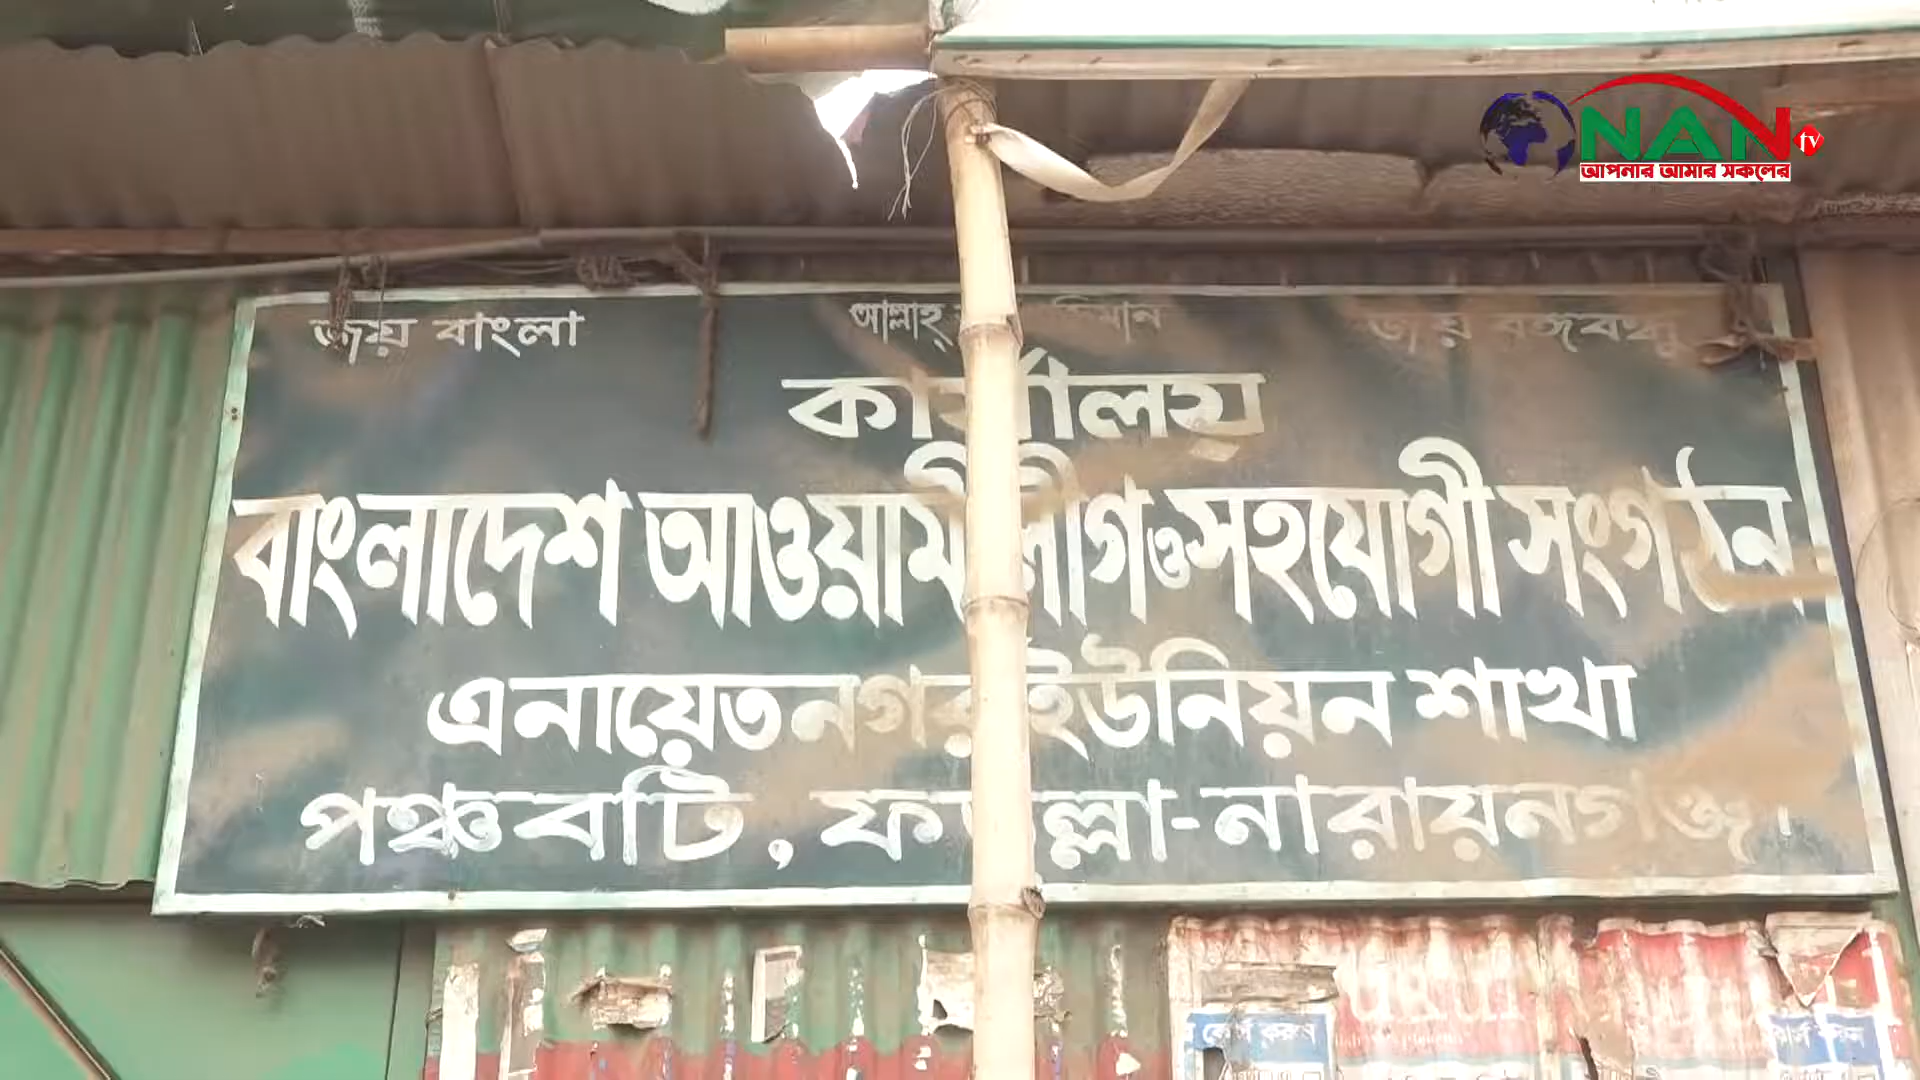 NAN tv
আপনার আমার সকলের
জয় বাংলা
আল্লাহ
জয় বঙ্গবন্ধু
কার্যালয়
বাংলাদেশ আওয়ামীলীগ ও সহযোগী সংগঠন
এনায়েতনগর ইউনিয়ন শাখা
পঞ্চবটি, ফতুল্লা-নারায়নগঞ্জ।